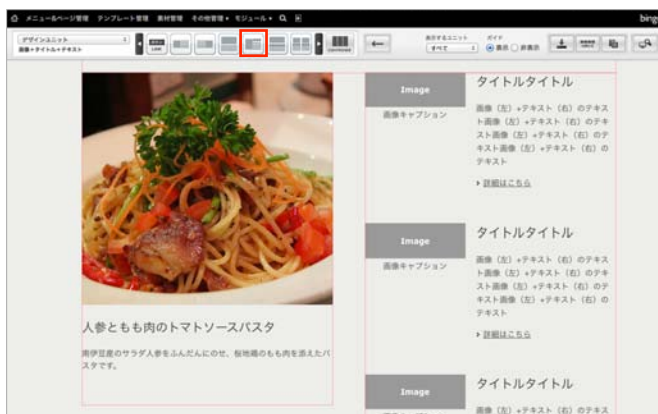 メニュー&ページ管理 テンプレート管理 素材管理 その他管理 モジュール
bing
デザインユニット
画像+タイトル+テキスト
表示するユニット
すべて
ガイド
表示 非表示
Image
画像キャプション
タイトルタイトル
画像（左）+テキスト（右）のテキス
ト画像（左）+テキスト（右）のテキ
スト画像（左）+テキスト（右）のテ
キスト画像（左）+テキスト（右）の
テキスト
詳細はこちら
Image
画像キャプション
タイトルタイトル
画像（左）+テキスト（右）のテキス
ト画像（左）+テキスト（右）のテキ
スト画像（左）+テキスト（右）のテ
キスト画像（左）+テキスト（右）の
テキスト
詳細はこちら
人参ともも肉のトマトソースパスタ
南伊豆産のサラダ人参をふんだんにのせ、桜地鶏のもも肉を添えたパ
スタです。
Image
タイトルタイトル
画像（左）+テキスト（右）のテキス